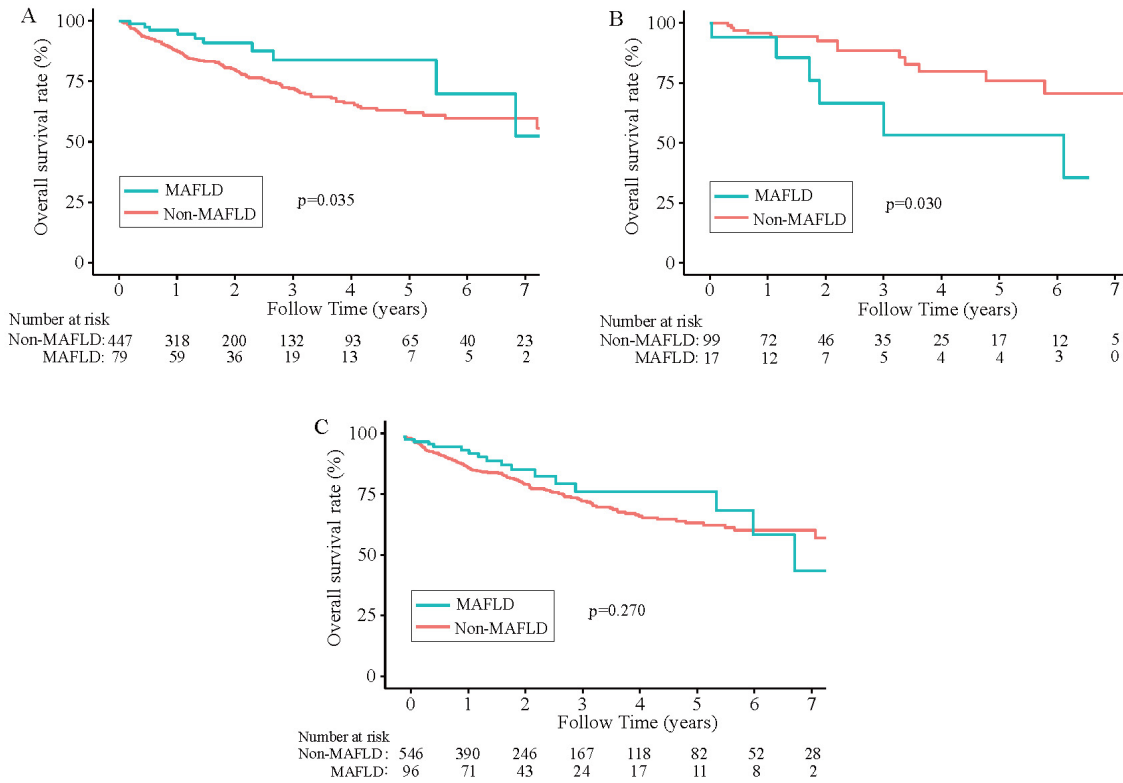 A
Overall survival rate (%)
100
75
50
25
0
MAFLD
Non-MAFLD
p=0.035
0 1 2 3 4 5 6 7
Follow Time (years)
Number at risk
Non-MAFLD: 447 318 200 132 93 65 40 23
MAFLD: 79 59 36 19 13 7 5 2
B
Overall survival rate (%)
100
75
50
25
0
MAFLD
Non-MAFLD
p=0.030
0 1 2 3 4 5 6 7
Follow Time (years)
Number at risk
Non-MAFLD: 99 72 46 35 25 17 12 5
MAFLD: 17 12 7 5 4 4 3 0
C
Overall survival rate (%)
100
75
50
25
0
MAFLD
Non-MAFLD
p=0.270
0 1 2 3 4 5 6 7
Follow Time (years)
Number at risk
Non-MAFLD: 546 390 246 167 118 82 52 28
MAFLD: 96 71 43 24 17 11 8 2